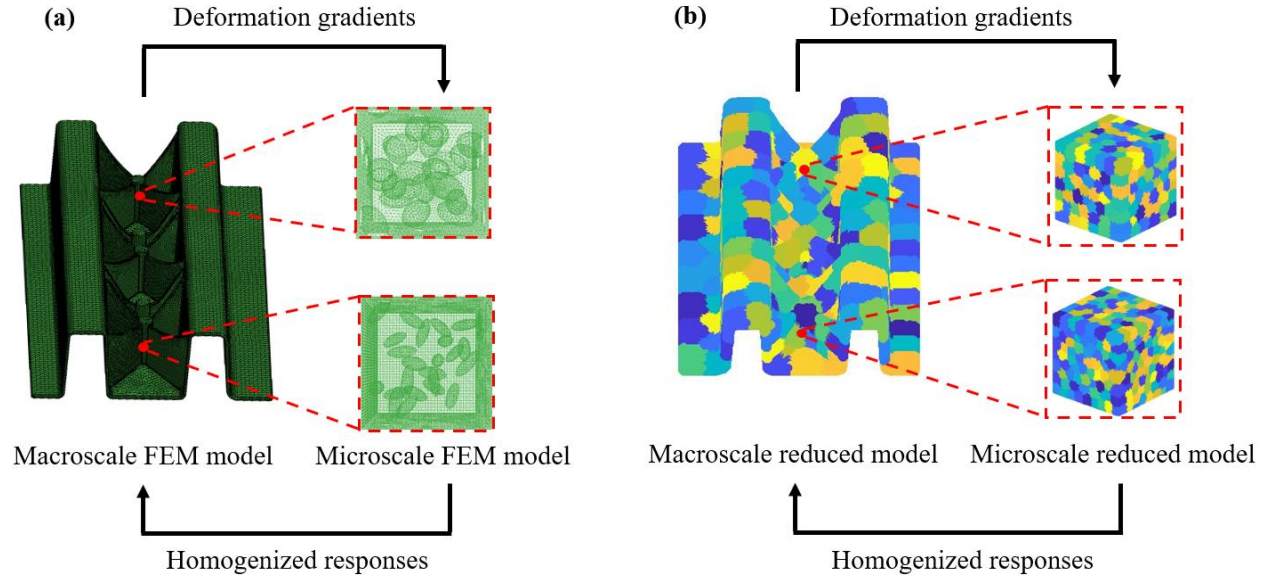 (a)
Deformation gradients
Macroscale FEM model
Microscale FEM model
Homogenized responses
(b)
Deformation gradients
Macroscale reduced model
Microscale reduced model
Homogenized responses